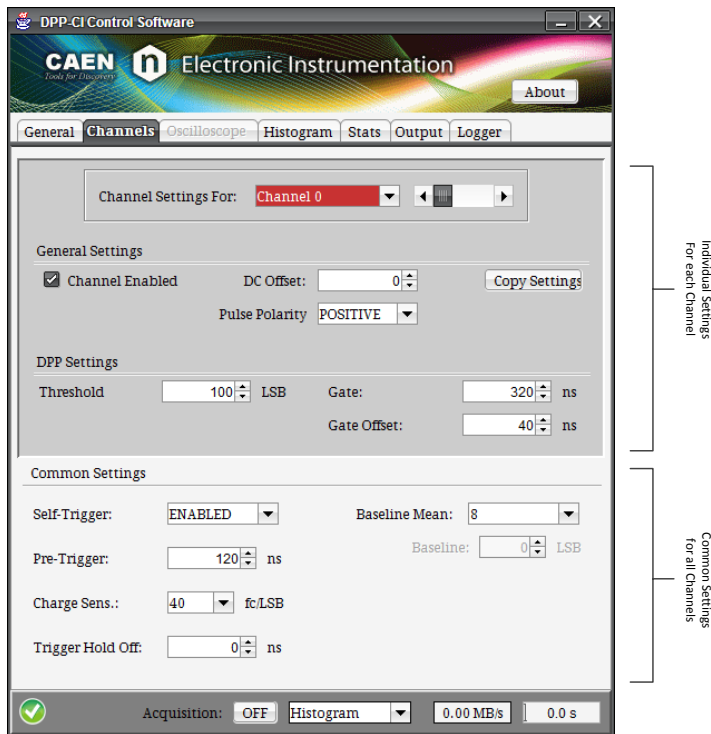 DPP-CI Control Software
CAEN n Electronic Instrumentation
Tools for Discovery
About
General Channels Oscilloscope Histogram Stats Output Logger
Channel Settings For: Channel 0
General Settings
Channel Enabled DC Offset: 0 Copy Settings
Pulse Polarity POSITIVE
DPP Settings
Threshold 100 LSB Gate: 320 ns
Gate Offset: 40 ns
Individual Settings
For each Channel
Common Settings
Self-Trigger: ENABLED Baseline Mean: 8
Baseline: 0 LSB
Pre-Trigger: 120 ns
Charge Sens.: 40 fc/LSB
Trigger Hold Off: 0 ns
Common Settings
for all Channels
Acquisition: OFF Histogram 0.00 MB/s 0.0 s